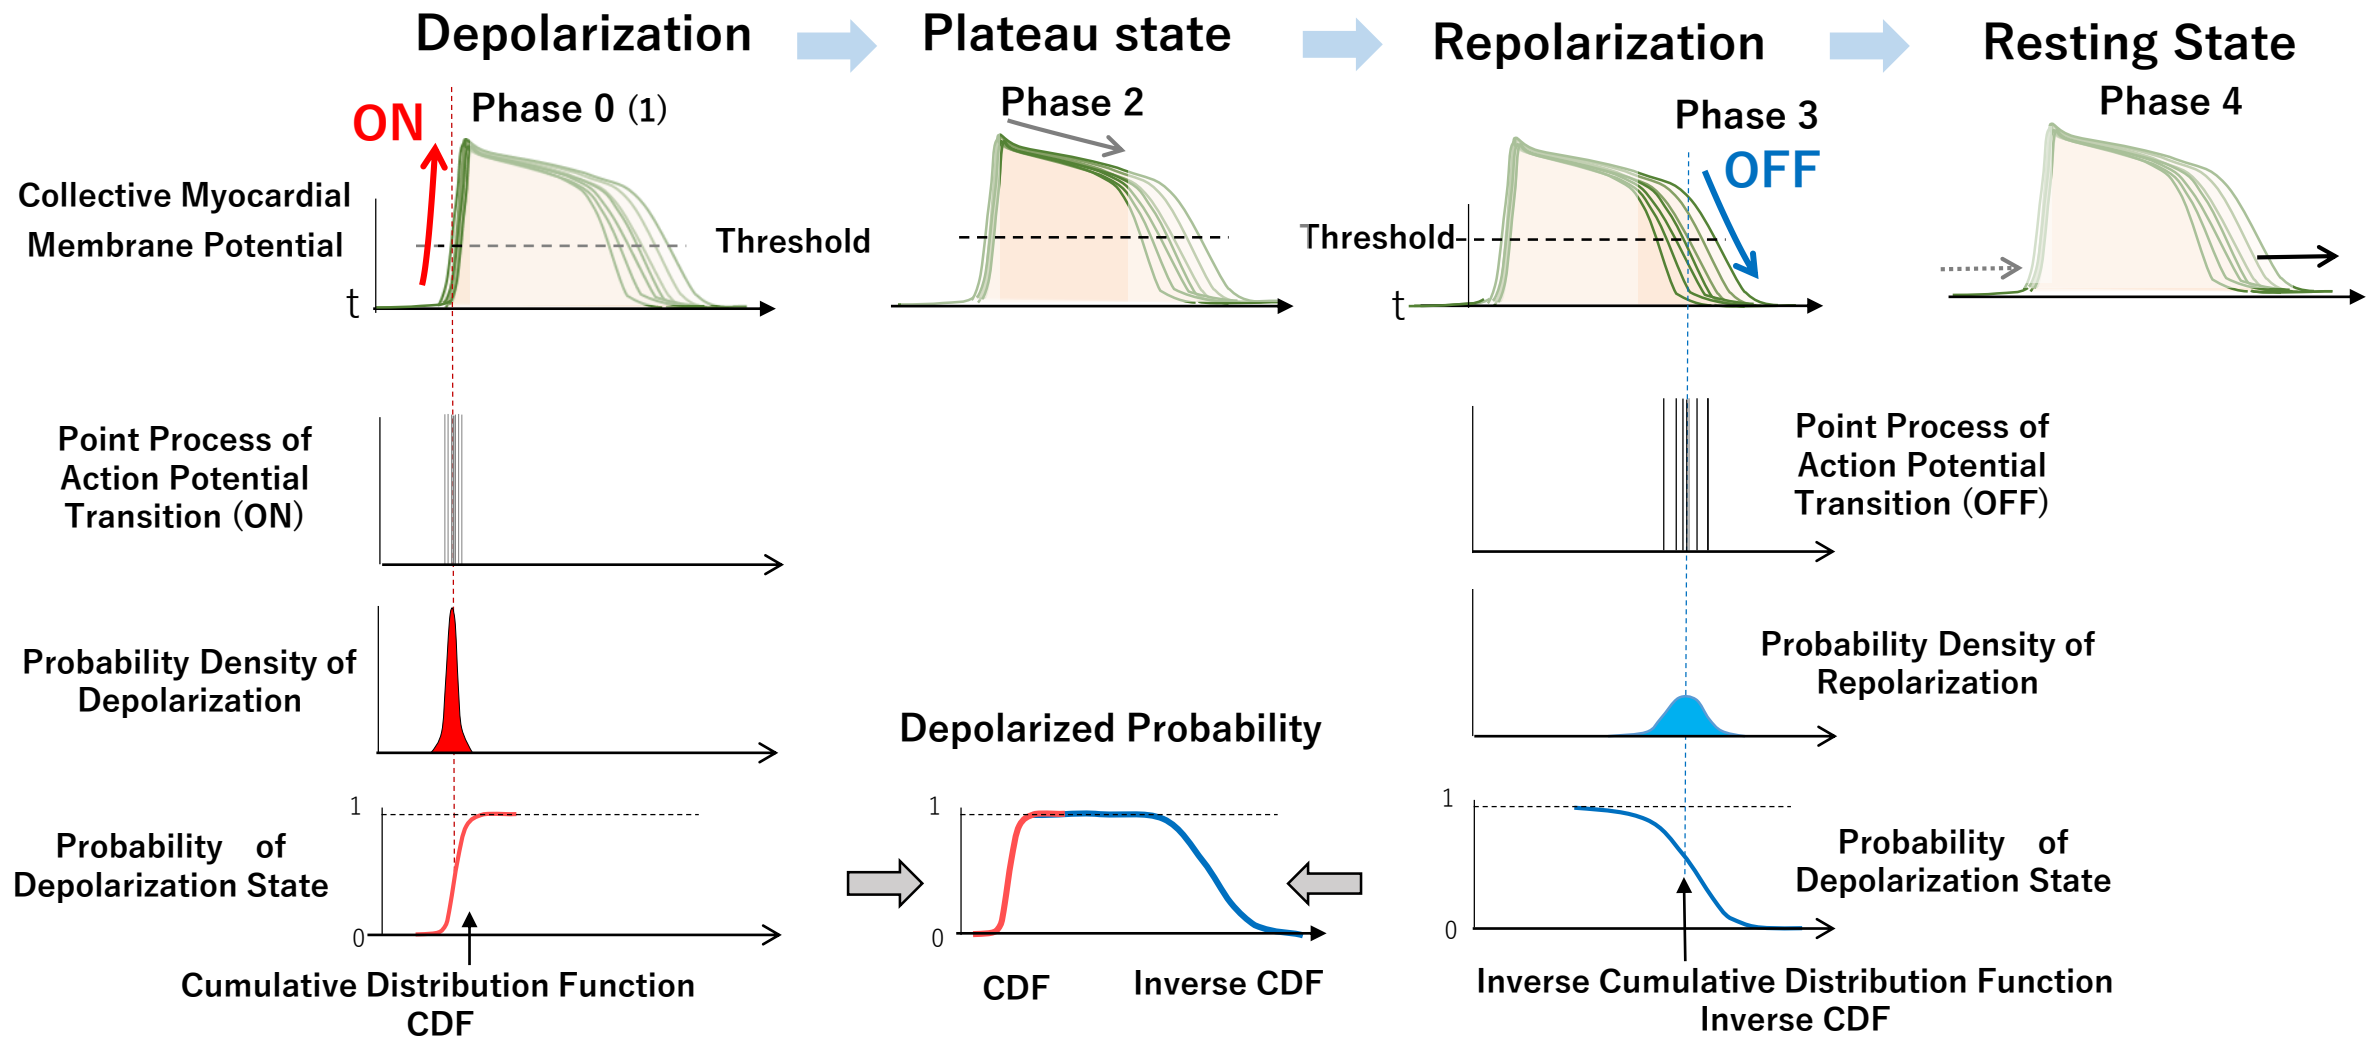 Depolarization
Plateau state
Repolarization
Resting State
ON
Phase 0 (1)
Phase 2
Phase 3
OFF
Phase 4
Collective Myocardial
Membrane Potential
Threshold
Threshold
t
t
Point Process of
Action Potential
Transition (ON)
Point Process of
Action Potential
Transition (OFF)
Probability Density of
Depolarization
Probability Density of
Repolarization
Depolarized Probability
1
Probability of
Depolarization State
0
1
0
1
0
Probability of
Depolarization State
Cumulative Distribution Function
CDF
CDF
Inverse CDF
Inverse Cumulative Distribution Function
Inverse CDF